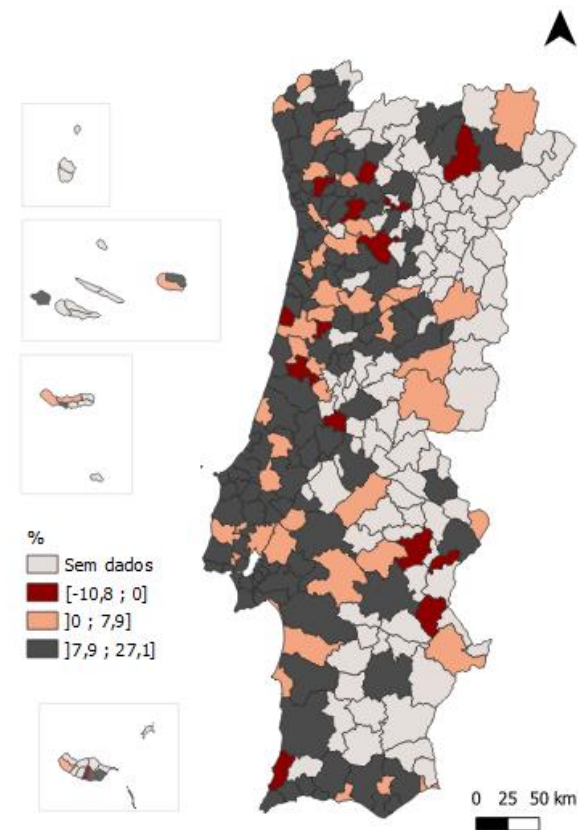 %
Sem dados
[-10,8 ; 0]
]0 ; 7,9]
]7,9 ; 27,1]
0 25 50 km